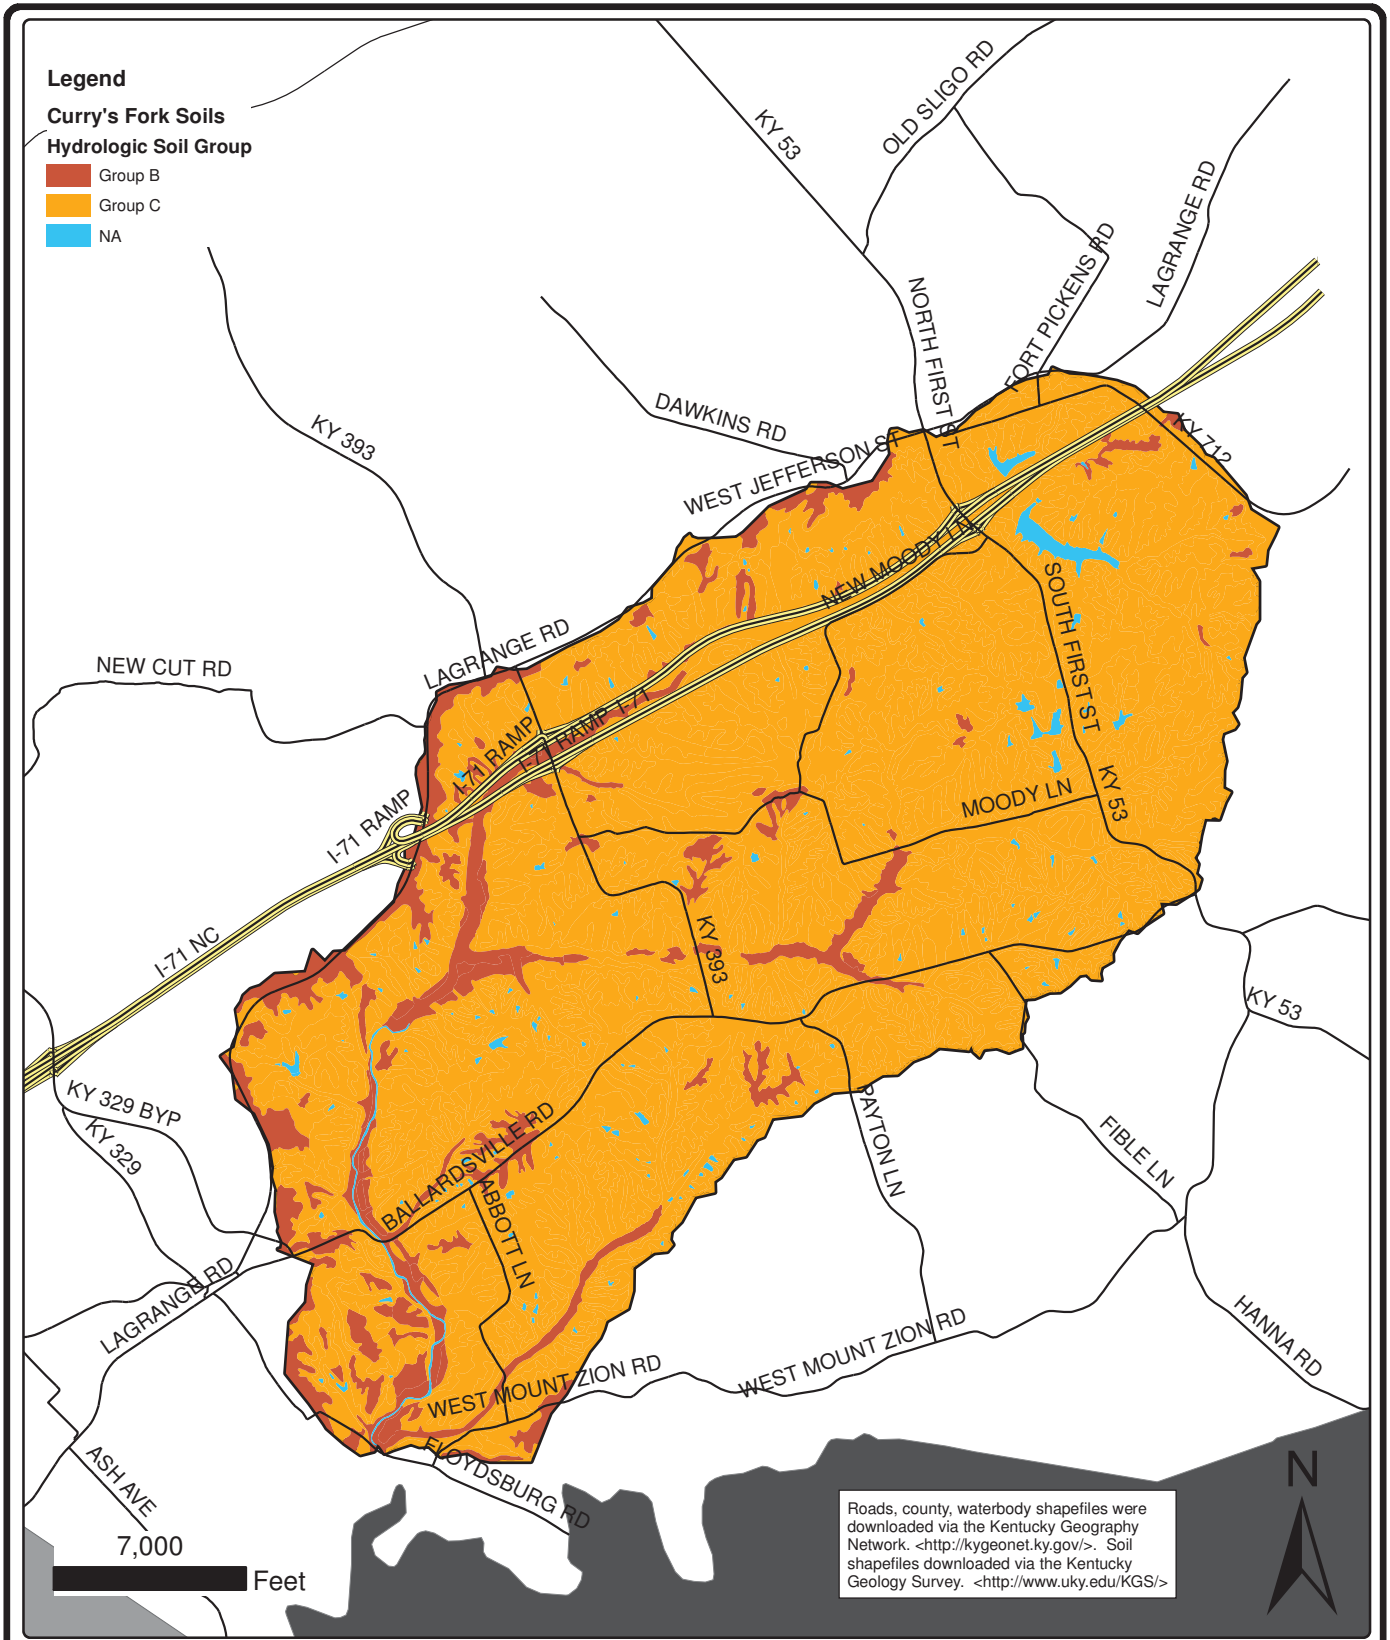 Legend
Curry's Fork Soils
Hydrologic Soil Group
Group B
Group C
NA
KY 53
OLD SLIGO RD
LAGRANGE RD
FORT PICKENS RD
NORTH FIRST ST
KY 393
DAWKINS RD
WEST JEFFERSON ST
KY 712
NEW MOODY LN
SOUTH FIRST ST
LAGRANGE RD
NEW CUT RD
I-71 RAMP
I-71 RAMP
I-71
I-71 RAMP
MOODY LN
KY 53
I-71 NC
KY 393
KY 53
KY 329 BYP
KY 329
BALLARDSVILLE RD
ABBOTT LN
PAYTON LN
FIBLE LN
LAGRANGE RD
HANNA RD
WEST MOUNT ZION RD
WEST MOUNT ZION RD
FLOYDSBURG RD
ASH AVE
7,000
Feet
N
Roads, county, waterbody shapefiles were
downloaded via the Kentucky Geography
Network. <http://kygeonet.ky.gov/>. Soil
shapefiles downloaded via the Kentucky
Geology Survey. <http://www.uky.edu/KGS/>